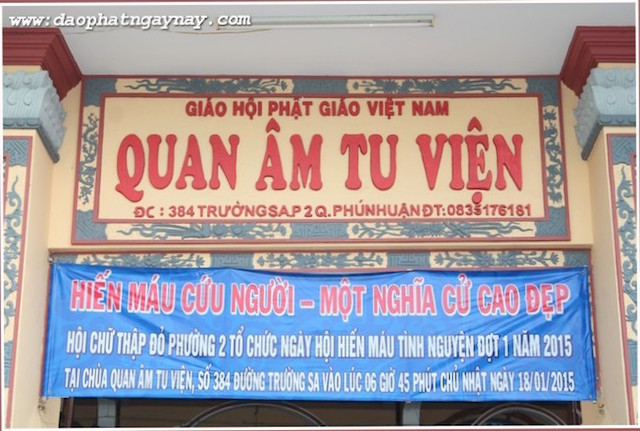 www.daophatngaynay.com
GIÁO HỘI PHẬT GIÁO VIỆT NAM
QUAN ÂM TU VIỆN
ĐC : 384 TRƯỜNG SA.P 2 Q. PHÚ NHUẬN ĐT: 0835176181
HIẾN MÁU CỨU NGƯỜI – MỘT NGHĨA CỬ CAO ĐẸP
HỘI CHỮ THẬP ĐỎ PHƯỜNG 2 TỔ CHỨC NGÀY HỘI HIẾN MÁU TÌNH NGUYỆN ĐỢT 1 NĂM 2015
TẠI CHÙA QUAN ÂM TU VIỆN, SỐ 384 ĐƯỜNG TRƯỜNG SA VÀO LÚC 06 GIỜ 45 PHÚT CHỦ NHẬT NGÀY 18/01/2015